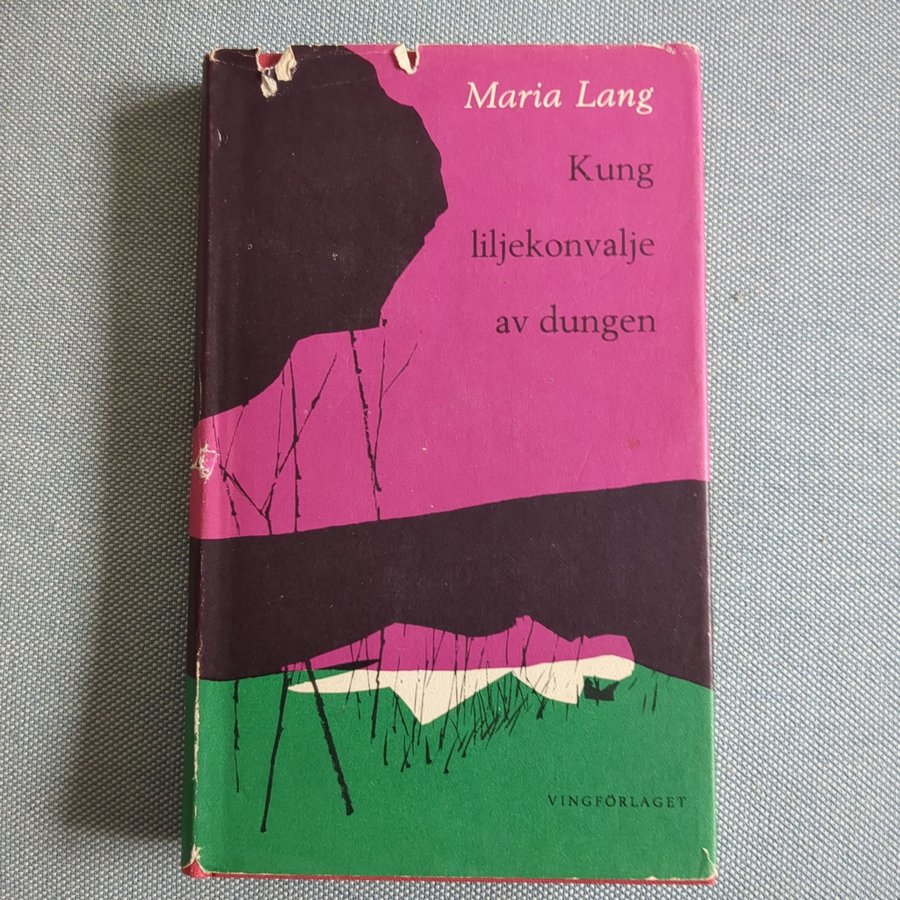 Maria Lang
Kung
liljekonvalje
av dungen
VINGFÖRLAGET